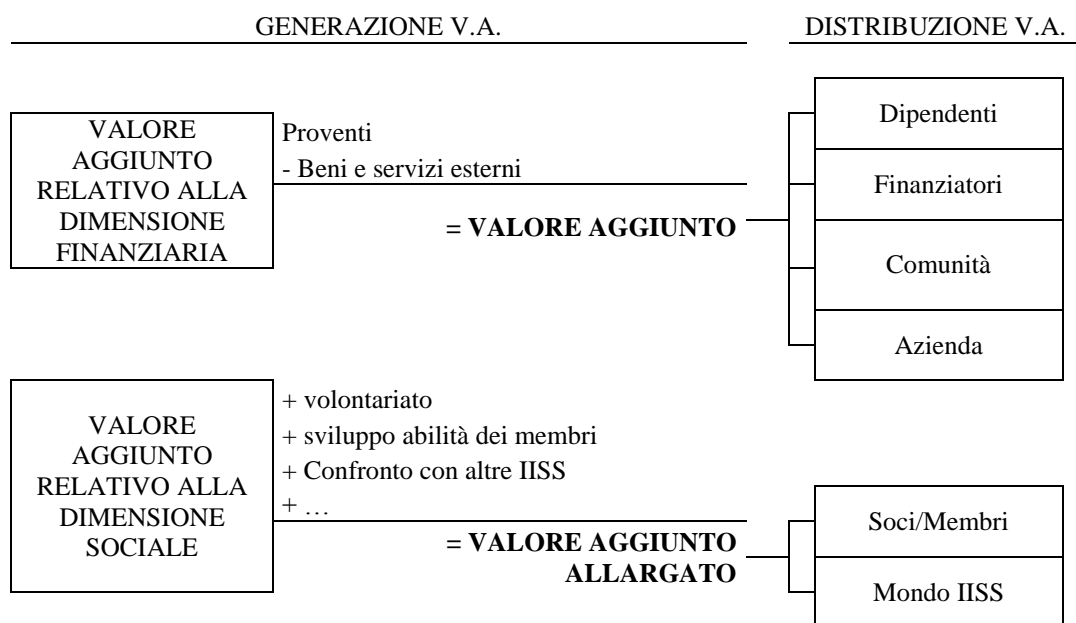 GENERAZIONE V.A.
DISTRIBUZIONE V.A.
VALORE
AGGIUNTO
RELATIVO ALLA
DIMENSIONE
FINANZIARIA
Proventi
- Beni e servizi esterni
= VALORE AGGIUNTO
Dipendenti
Finanziatori
Comunità
Azienda
VALORE
AGGIUNTO
RELATIVO ALLA
DIMENSIONE
SOCIALE
+ volontariato
+ sviluppo abilità dei membri
+ Confronto con altre IISS
+ …
= VALORE AGGIUNTO
ALLARGATO
Soci/Membri
Mondo IISS